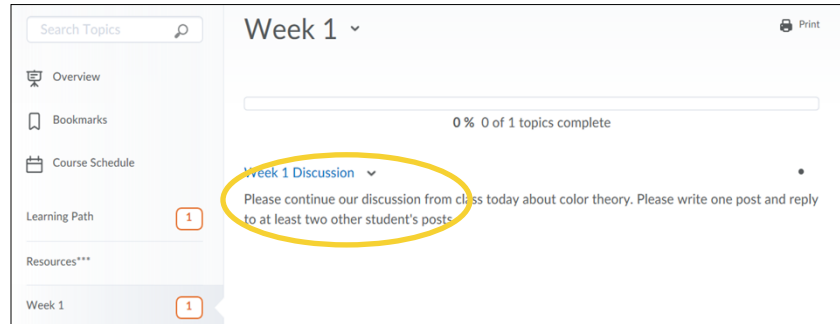 Search Topics
Overview
Bookmarks
Course Schedule
Learning Path 1
Resources***
Week 1 1
Week 1
Print
0 % 0 of 1 topics complete
Week 1 Discussion
Please continue our discussion from class today about color theory. Please write one post and reply
to at least two other student's posts.